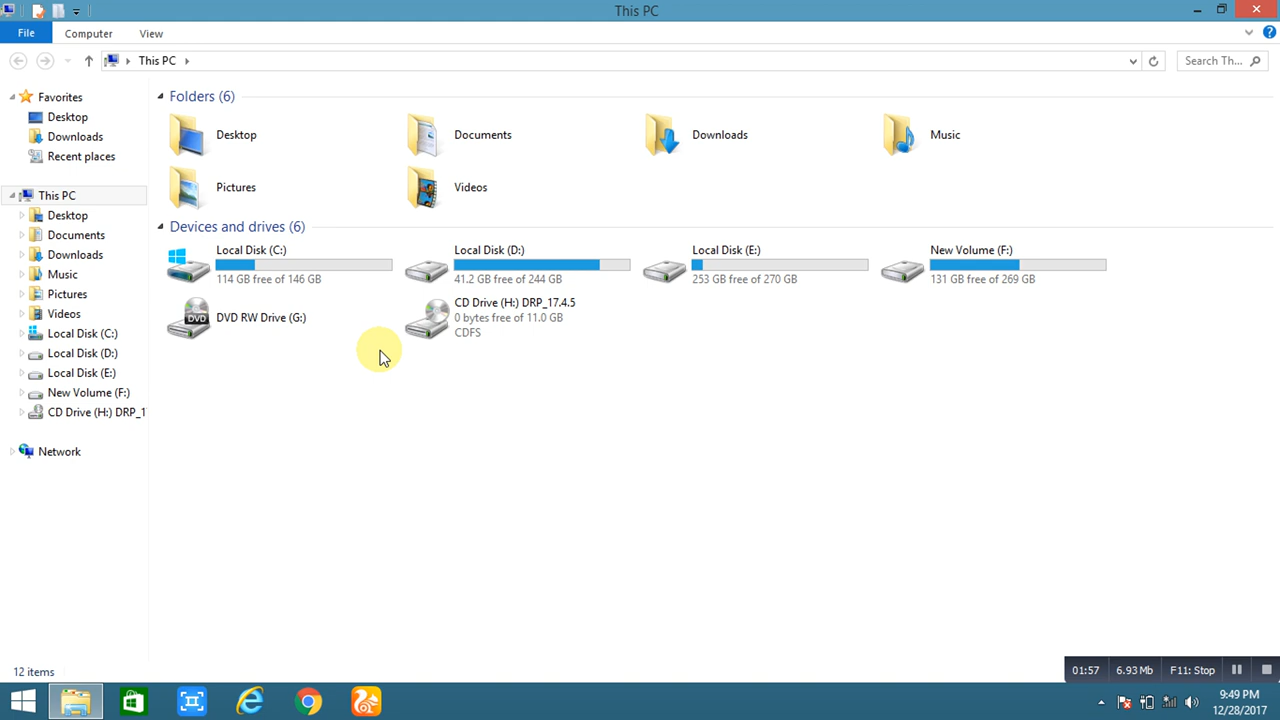 This PC
File
Computer
View
This PC
Search Th...
Favorites
Desktop
Downloads
Recent places
This PC
Desktop
Documents
Downloads
Music
Pictures
Videos
Local Disk (C:)
Local Disk (D:)
Local Disk (E:)
New Volume (F:)
CD Drive (H:) DRP_1
Network
Folders (6)
Desktop
Documents
Downloads
Music
Pictures
Videos
Devices and drives (6)
Local Disk (C:)
114 GB free of 146 GB
Local Disk (D:)
41.2 GB free of 244 GB
Local Disk (E:)
253 GB free of 270 GB
New Volume (F:)
131 GB free of 269 GB
DVD
DVD RW Drive (G:)
CD Drive (H:) DRP_17.4.5
0 bytes free of 11.0 GB
CDFS
12 items
01:57
6.93 Mb
F11: Stop
9:49 PM
12/28/2017